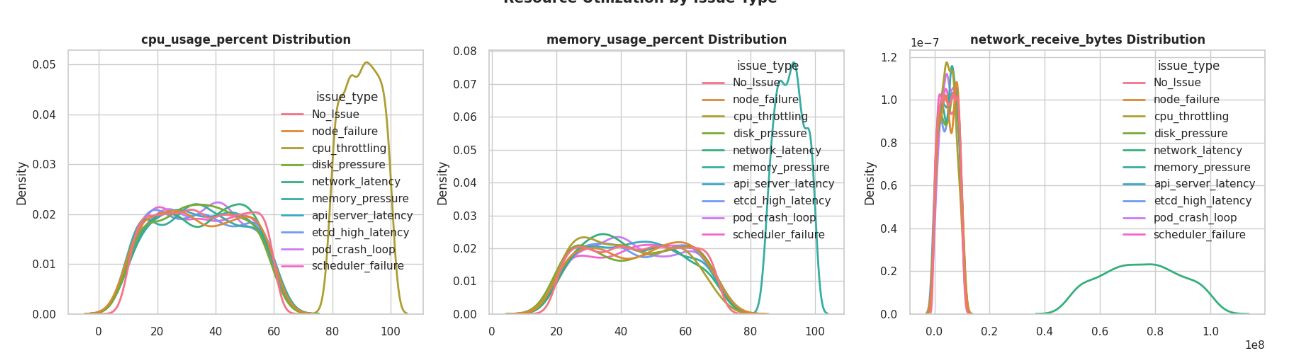 Resource Utilization by Issue Type
cpu_usage_percent Distribution
Density
0.05
0.04
0.03
0.02
0.01
0.00
0
20
40
60
80
100
issue_type
No_Issue
node_failure
cpu_throttling
disk_pressure
network_latency
memory_pressure
api_server_latency
etcd_high_latency
pod_crash_loop
scheduler_failure
memory_usage_percent Distribution
Density
0.08
0.07
0.06
0.05
0.04
0.03
0.02
0.01
0.00
0
20
40
60
80
100
issue_type
No_Issue
node_failure
cpu_throttling
disk_pressure
network_latency
memory_pressure
api_server_latency
etcd_high_latency
pod_crash_loop
scheduler_failure
network_receive_bytes Distribution
1e−7
Density
1.2
1.0
0.8
0.6
0.4
0.2
0.0
0.0
0.2
0.4
0.6
0.8
1.0
1e8
issue_type
No_Issue
node_failure
cpu_throttling
disk_pressure
network_latency
memory_pressure
api_server_latency
etcd_high_latency
pod_crash_loop
scheduler_failure